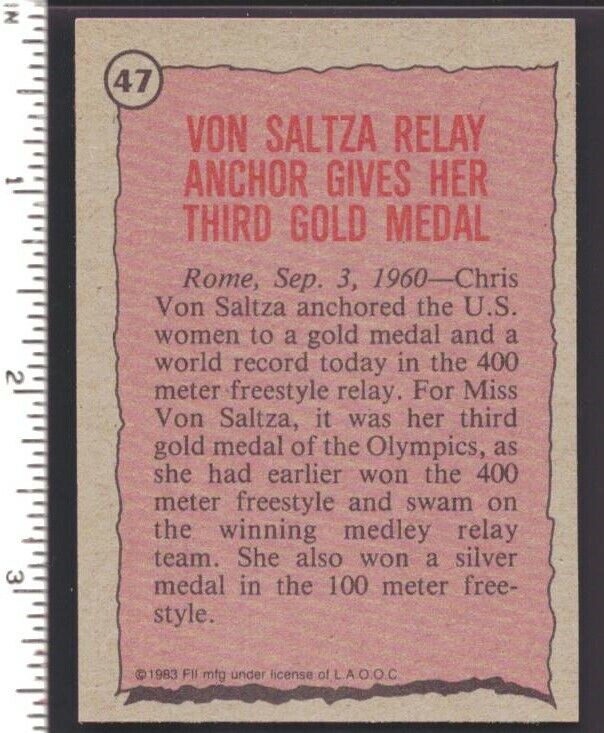 IN
1
2
3
47
VON SALTZA RELAY
ANCHOR GIVES HER
THIRD GOLD MEDAL
Rome, Sep. 3, 1960—Chris
Von Saltza anchored the U.S.
women to a gold medal and a
world record today in the 400
meter freestyle relay. For Miss
Von Saltza, it was her third
gold medal of the Olympics, as
she had earlier won the 400
meter freestyle and swam on
the winning medley relay
team. She also won a silver
medal in the 100 meter free-
style.
©1983 FII mfg under license of L.A.O.O.C.